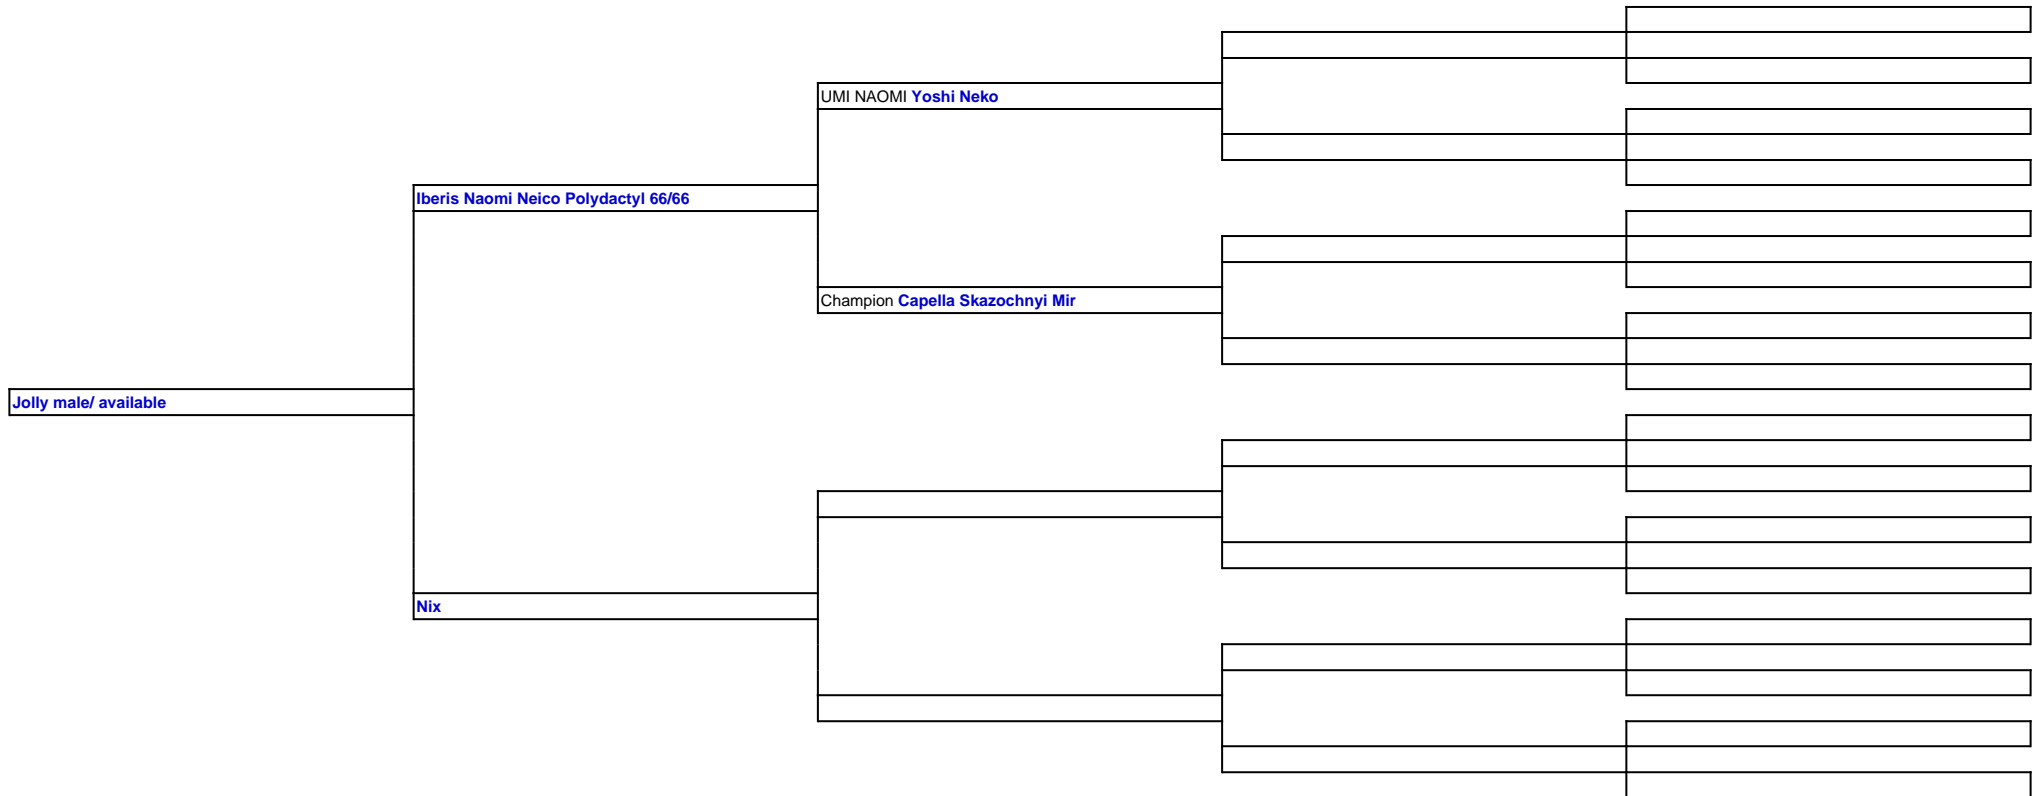 UMI NAOMI Yoshi Neko
Iberis Naomi Neico Polydactyl 66/66
Champion Capella Skazochnyi Mir
Jolly male/ available
Nix